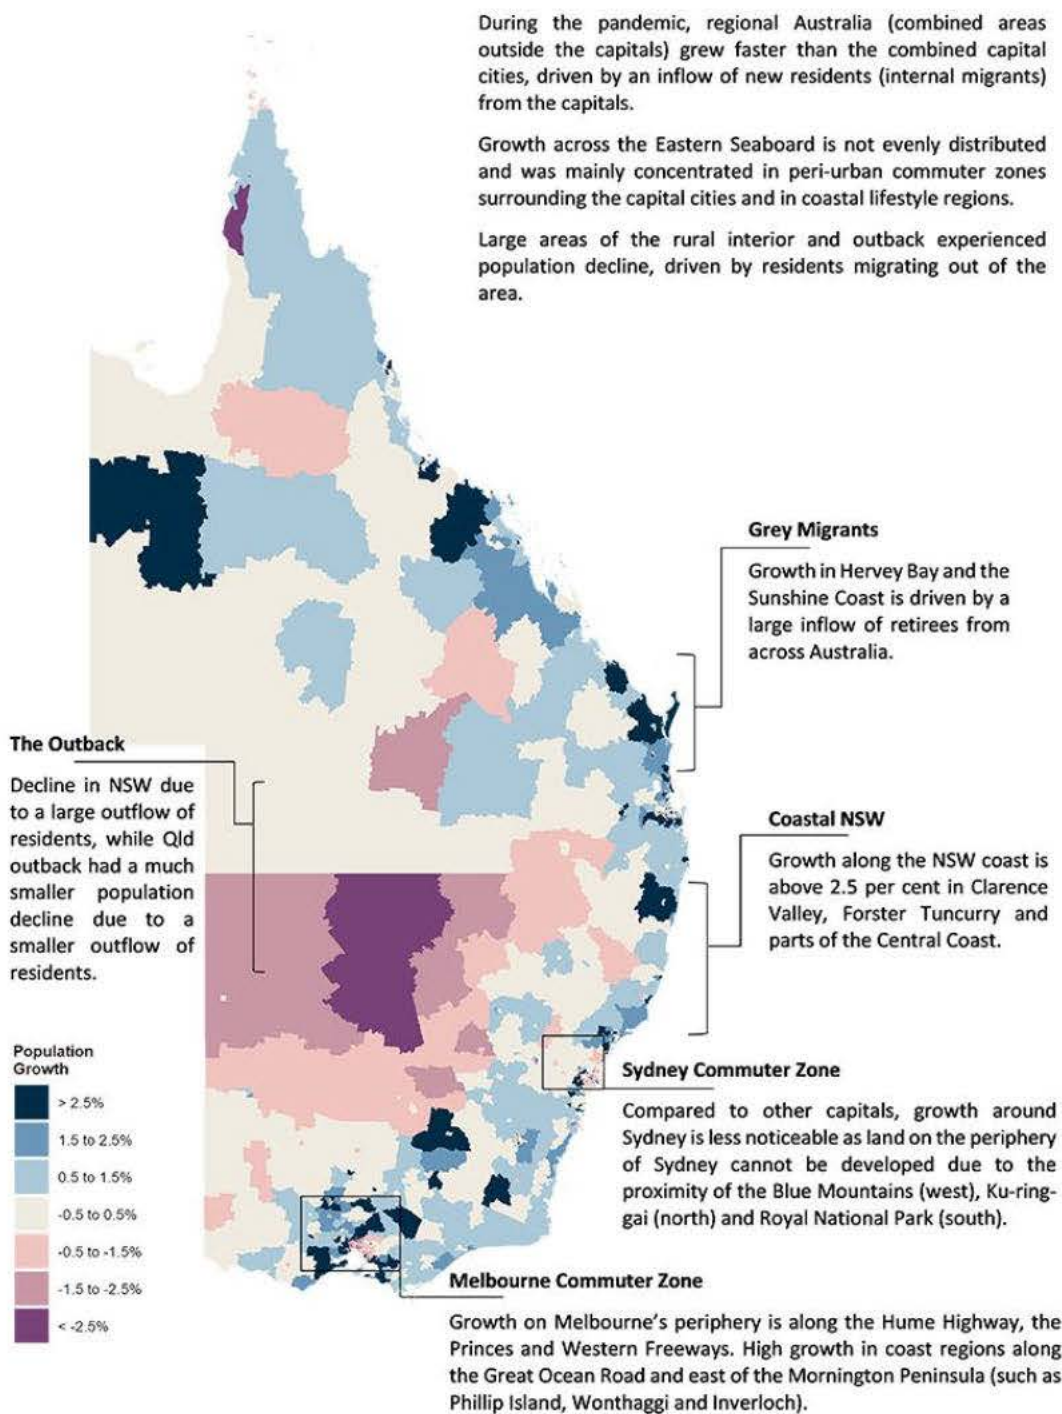 During the pandemic, regional Australia (combined areas
outside the capitals) grew faster than the combined capital
cities, driven by an inflow of new residents (internal migrants)
from the capitals.
Growth across the Eastern Seaboard is not evenly distributed
and was mainly concentrated in peri-urban commuter zones
surrounding the capital cities and in coastal lifestyle regions.
Large areas of the rural interior and outback experienced
population decline, driven by residents migrating out of the
area.
Grey Migrants
Growth in Hervey Bay and the
Sunshine Coast is driven by a
large inflow of retirees from
across Australia.
The Outback
Decline in NSW due
to a large outflow of
residents, while Qld
outback had a much
smaller population
decline due to a
smaller outflow of
residents.
Coastal NSW
Growth along the NSW coast is
above 2.5 per cent in Clarence
Valley, Forster Tuncurry and
parts of the Central Coast.
Population
Growth
> 2.5%
1.5 to 2.5%
0.5 to 1.5%
-0.5 to 0.5%
-0.5 to -1.5%
-1.5 to -2.5%
< -2.5%
Sydney Commuter Zone
Compared to other capitals, growth around
Sydney is less noticeable as land on the periphery
of Sydney cannot be developed due to the
proximity of the Blue Mountains (west), Ku-ring-
gai (north) and Royal National Park (south).
Melbourne Commuter Zone
Growth on Melbourne's periphery is along the Hume Highway, the
Princes and Western Freeways. High growth in coast regions along
the Great Ocean Road and east of the Mornington Peninsula (such as
Phillip Island, Wonthaggi and Inverloch).